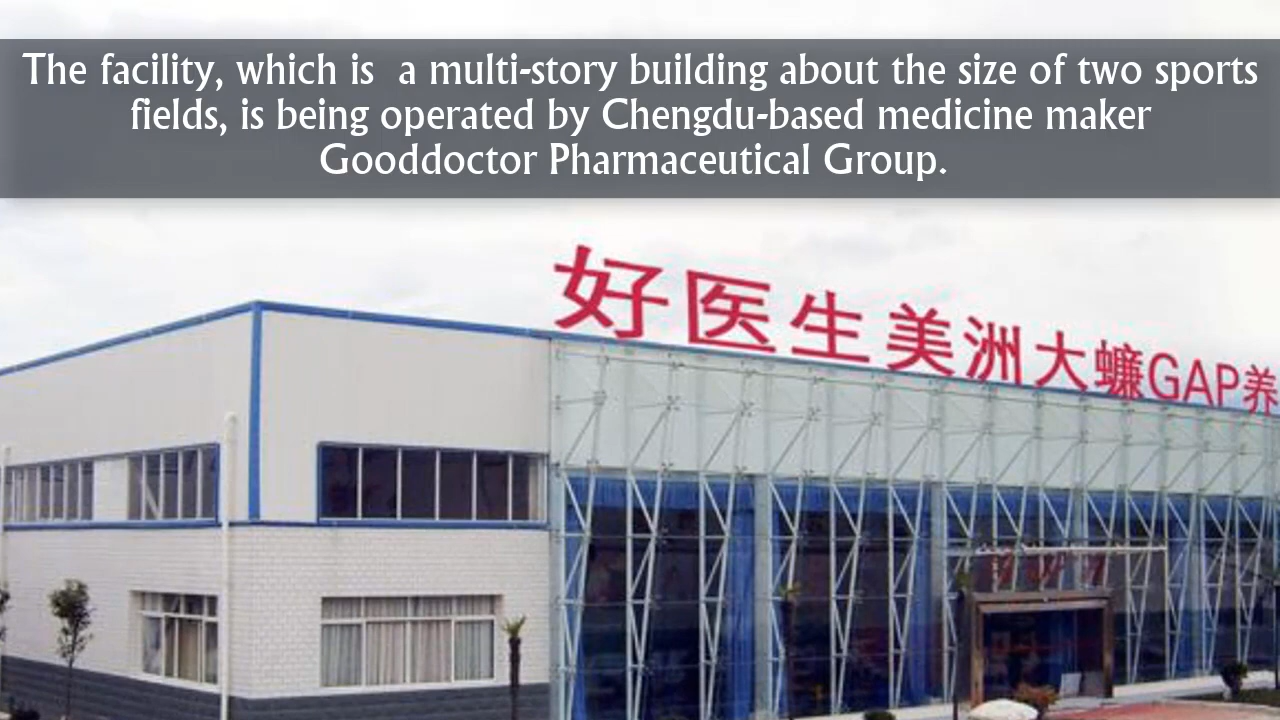 The facility, which is  a multi-story building about the size of two sports
fields, is being operated by Chengdu-based medicine maker
Gooddoctor Pharmaceutical Group.
好医生美洲大蠊GAP养